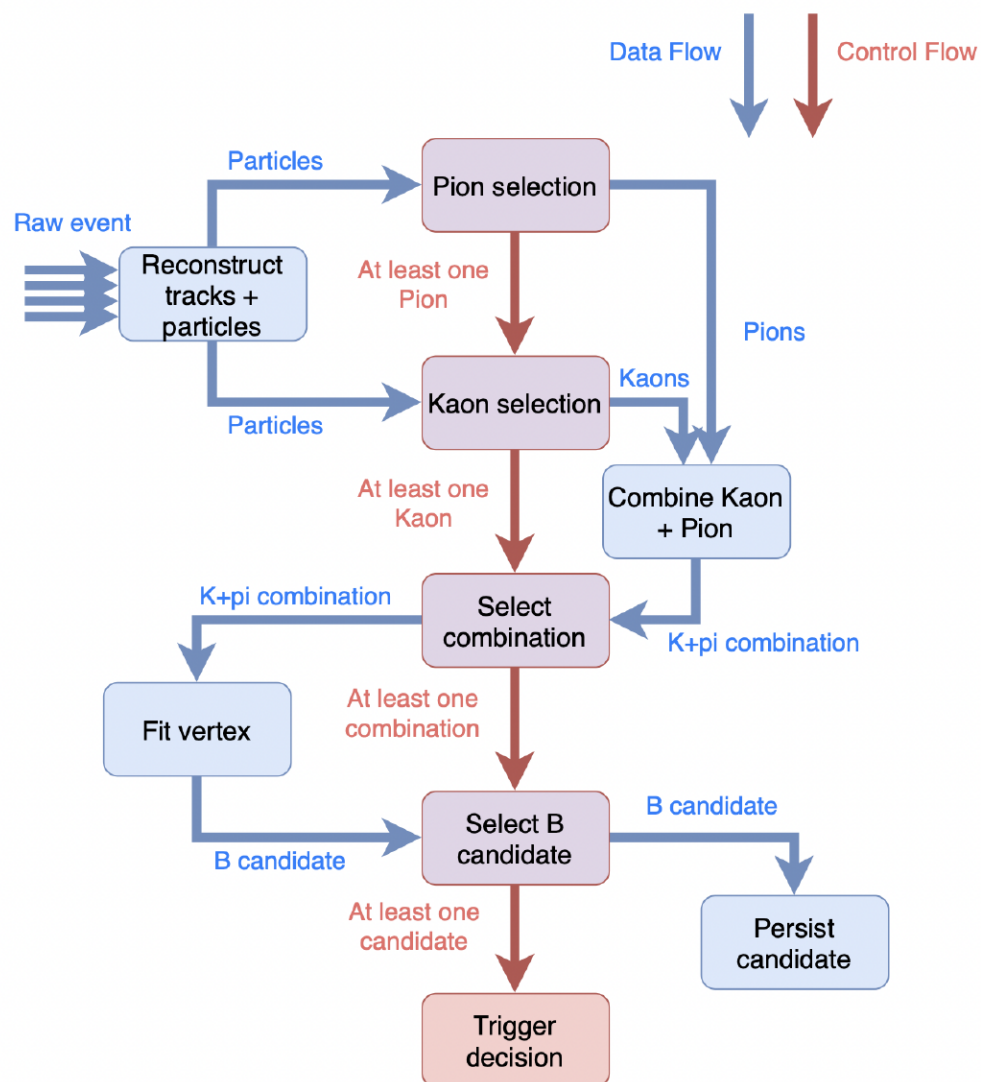 Data Flow
Control Flow
Particles
Pion selection
Raw event
Reconstruct
tracks +
particles
At least one
Pion
Pions
Kaons
Kaon selection
Particles
At least one
Kaon
Combine Kaon
+ Pion
K+pi combination
Select
combination
K+pi combination
Fit vertex
At least one
combination
Select B
candidate
B candidate
B candidate
At least one
candidate
Persist
candidate
Trigger
decision